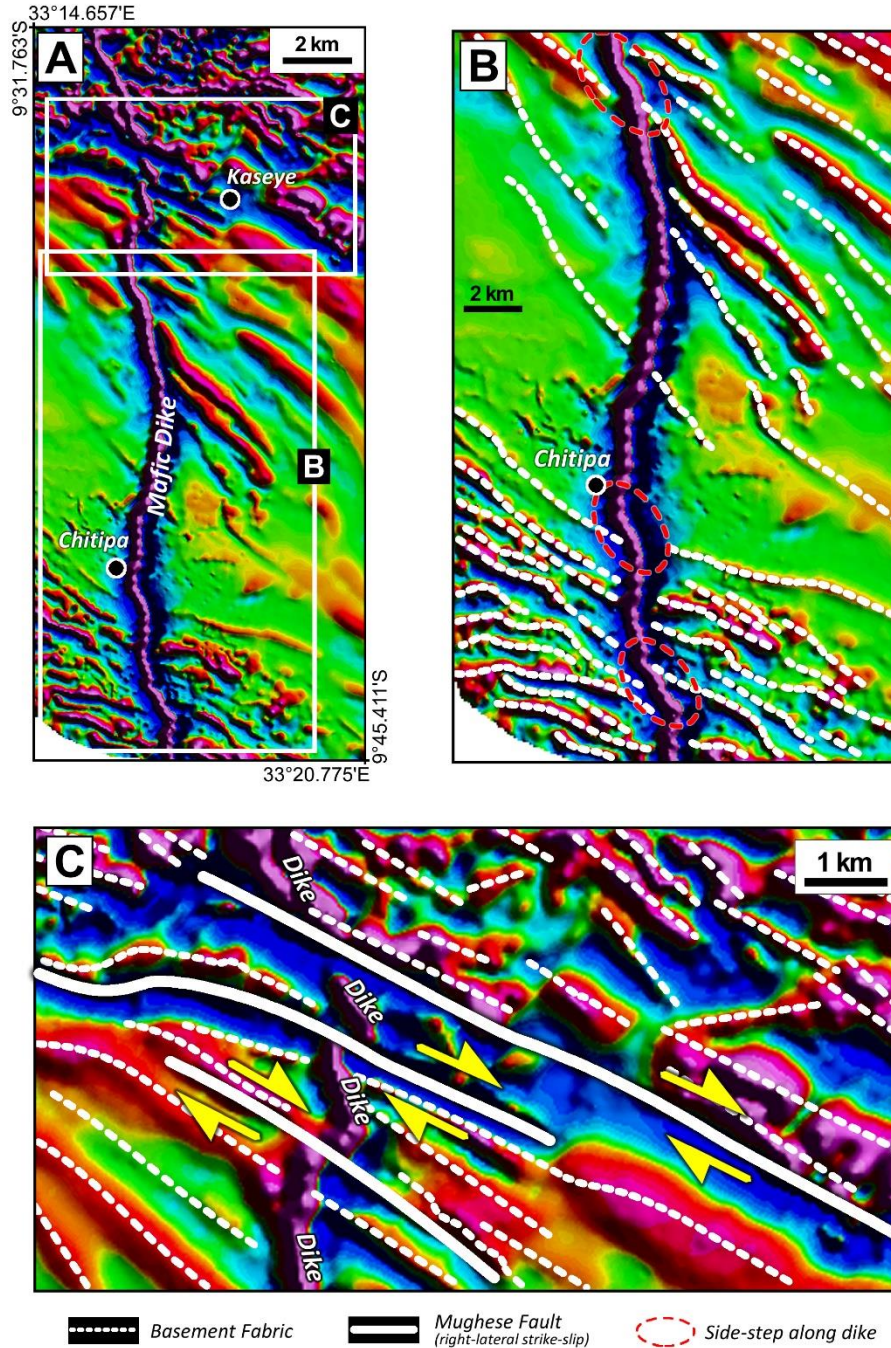 33°14.657'E
9°31.763'S
A
2 km
C
Kaseye
Mafic Dike
B
Chitipa
9°45.411'S
33°20.775'E
B
2 km
Chitipa
C
1 km
Dike
Dike
Dike
Dike
Basement Fabric
Mughese Fault
(right-lateral strike-slip)
Side-step along dike